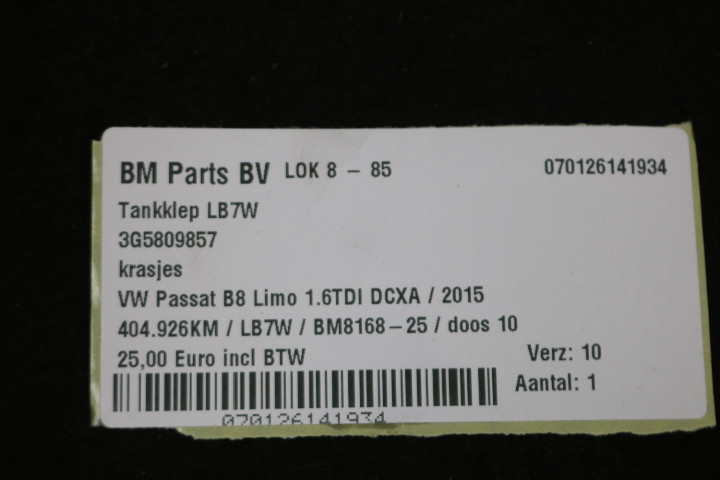 BM Parts BV LOK 8 - 85 070126141934
Tankklep LB7W
3G5809857
krasjes
VW Passat B8 Limo 1.6TDI DCXA / 2015
404.926KM / LB7W / BM8168-25 / doos 10
25,00 Euro incl BTW Verz: 10
Aantal: 1
070126141934